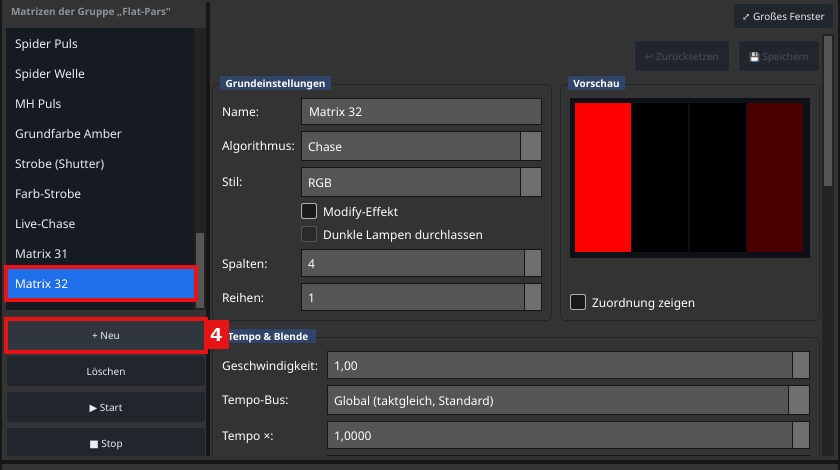 Matrizen der Gruppe „Flat-Pars“
⤢ Großes Fenster
Spider Puls
Spider Welle
MH Puls
Grundfarbe Amber
Strobe (Shutter)
Farb-Strobe
Live-Chase
Matrix 31
Matrix 32
+ Neu
4
Löschen
▶ Start
■ Stop
↩ Zurücksetzen
💾 Speichern
Grundeinstellungen
Name: Matrix 32
Algorithmus: Chase
Stil: RGB
Modify-Effekt
Dunkle Lampen durchlassen
Spalten: 4
Reihen: 1
Vorschau
Zuordnung zeigen
Tempo & Blende
Geschwindigkeit: 1,00
Tempo-Bus: Global (taktgleich, Standard)
Tempo ×: 1,0000